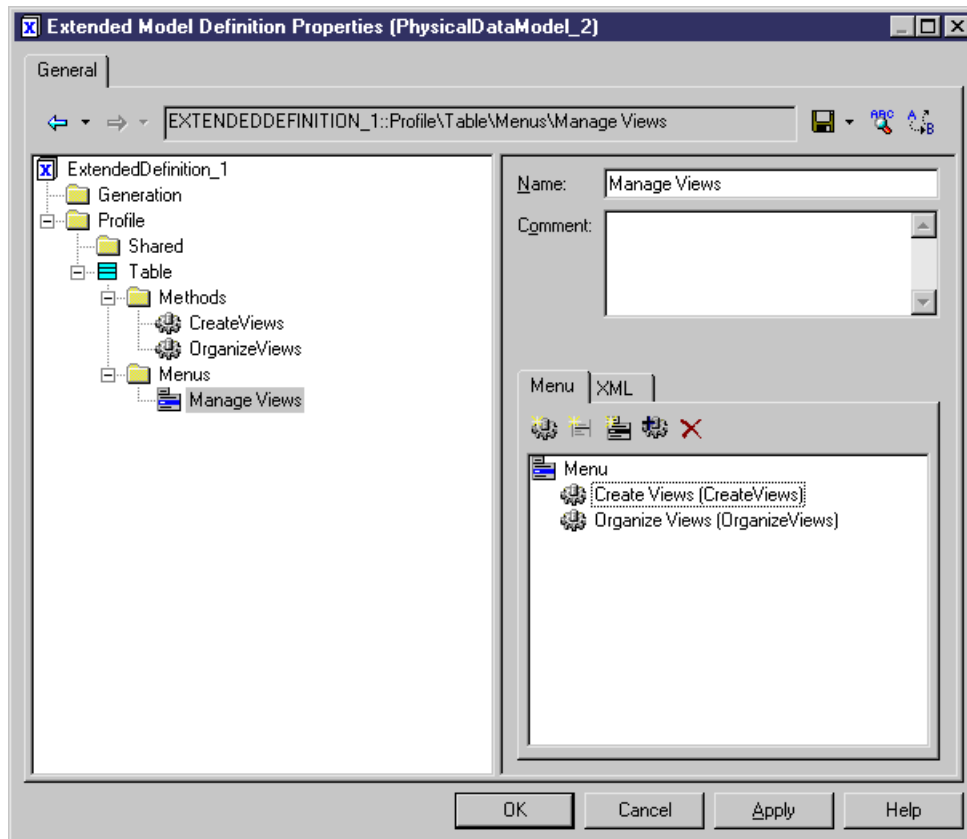 Extended Model Definition Properties (PhysicalDataModel_2)
General
EXTENDEDDEFINITION_1::Profile\Table\Menus\Manage Views
ABC
A
B
ExtendedDefinition_1
Generation
Profile
Shared
Table
Methods
CreateViews
OrganizeViews
Menus
Manage Views
Name:
Manage Views
Comment:
Menu
XML
Menu
Create Views (CreateViews)
Organize Views (OrganizeViews)
OK
Cancel
Apply
Help